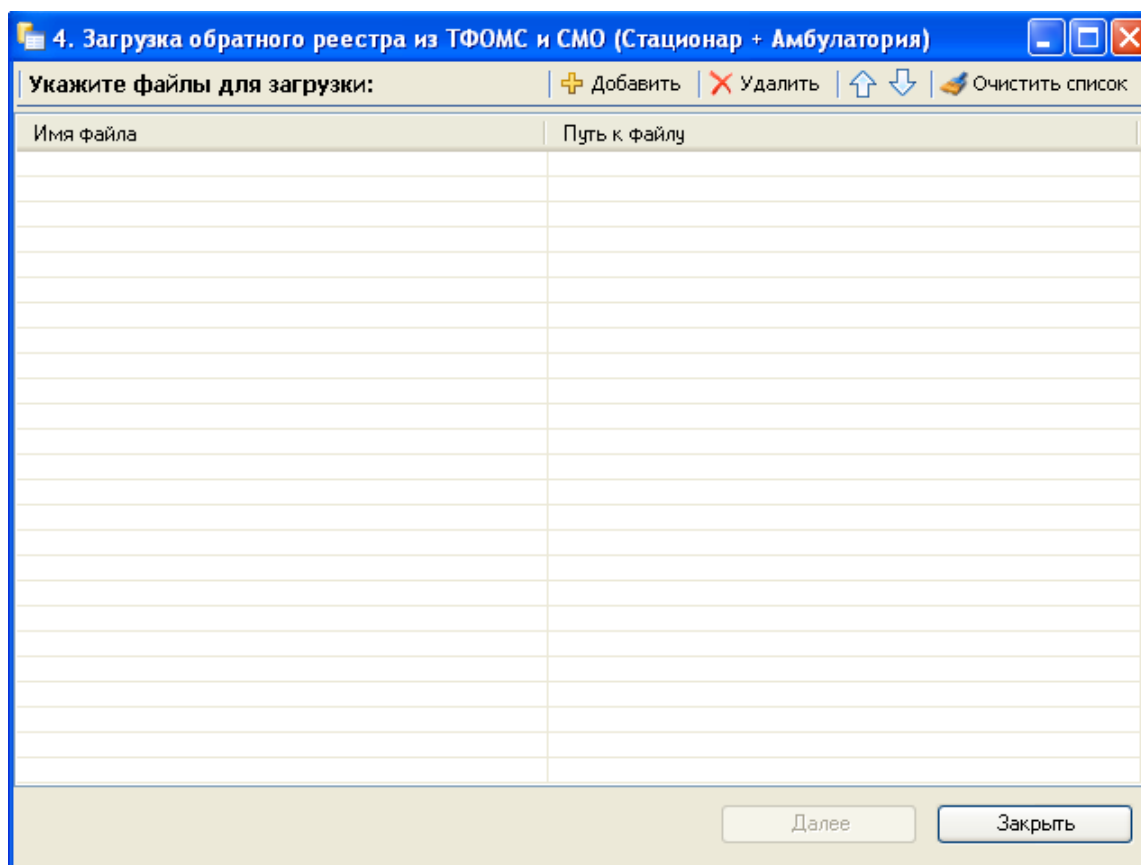 4. Загрузка обратного реестра из ТФОМС и СМО (Стационар + Амбулатория)
Укажите файлы для загрузки: Добавить Удалить Очистить список
Имя файла Путь к файлу
Далее Закрыть